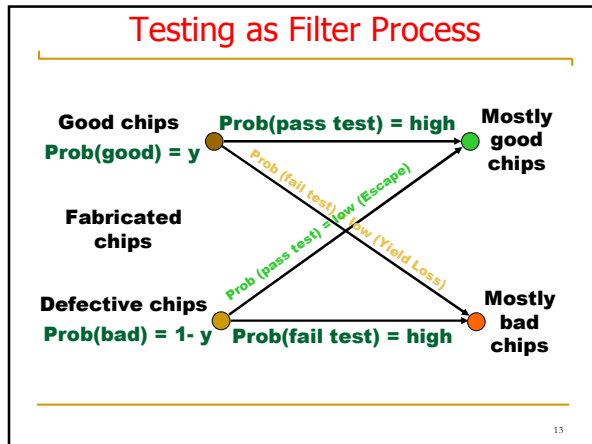 Testing as Filter Process
Good chips
Prob(good) = y
Prob(pass test) = high
Mostly
good
chips
Prob (fail test) = low (Yield Loss)
Prob (pass test) = low (Escape)
Fabricated
chips
Defective chips
Prob(bad) = 1- y
Prob(fail test) = high
Mostly
bad
chips
13